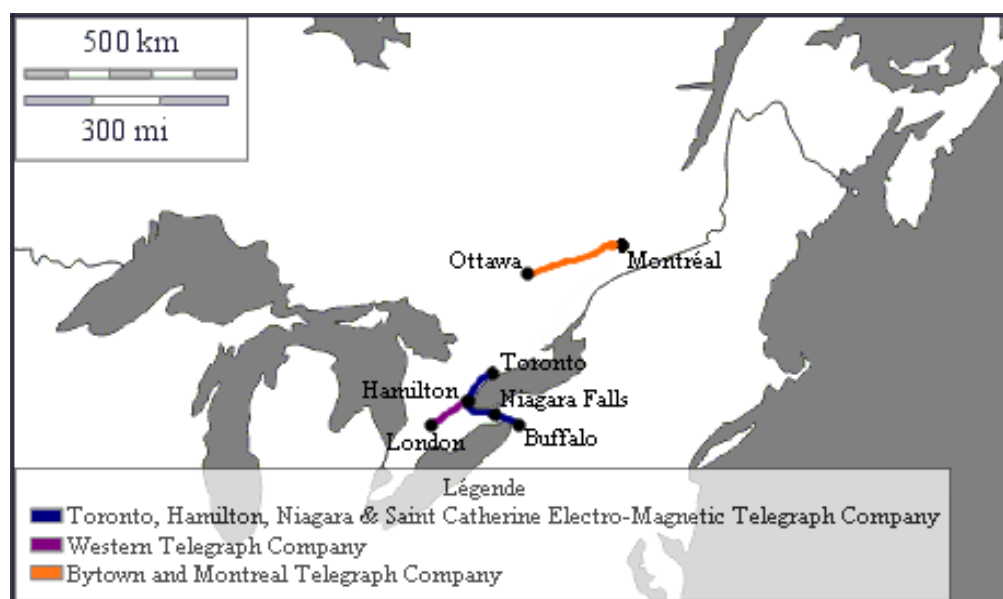 500 km
300 mi
Ottawa
Montréal
Toronto
Hamilton
Niagara Falls
London
Buffalo
Légende
Toronto, Hamilton, Niagara & Saint Catherine Electro-Magnetic Telegraph Company
Western Telegraph Company
Bytown and Montreal Telegraph Company